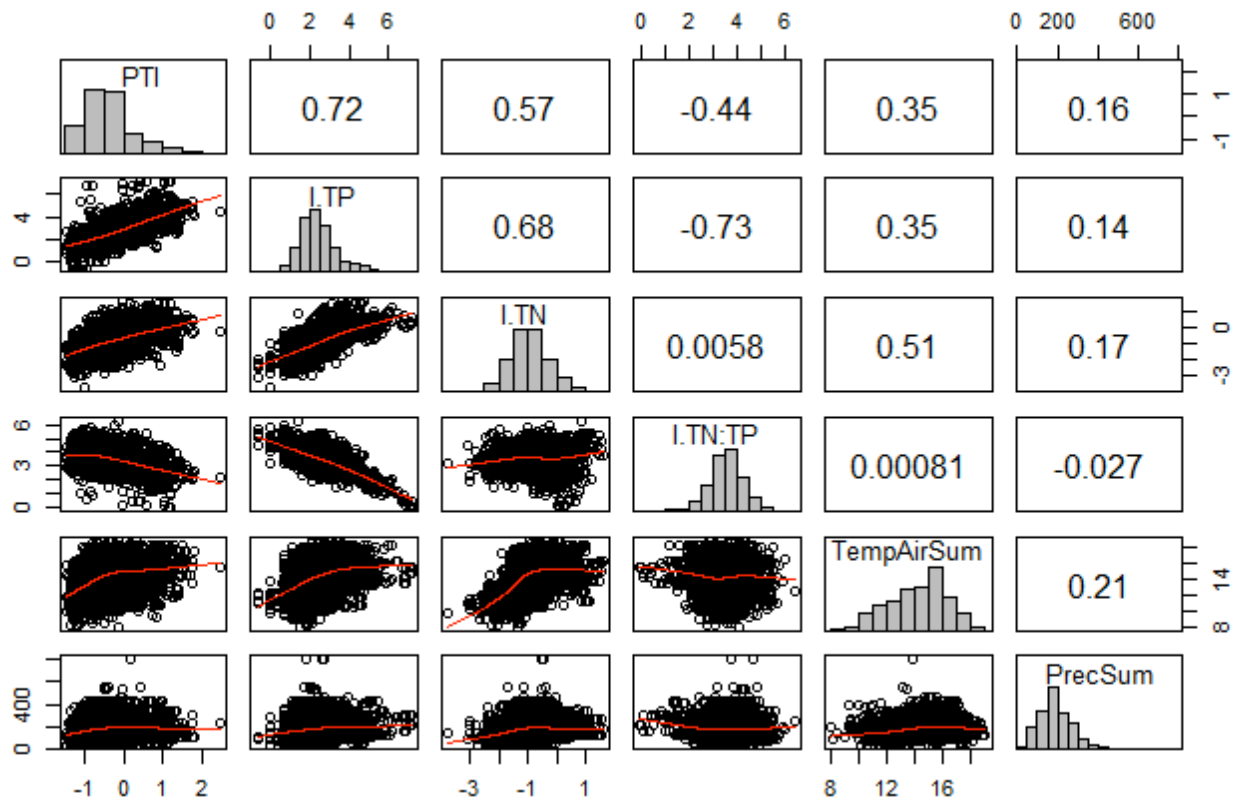 0 2 4 6 0 2 4 6 0 200 600
PTI 0.72 0.57 -0.44 0.35 0.16 -1 1
0 4 I.TP 0.68 -0.73 0.35 0.14
I.TN 0.0058 0.51 0.17 -3 0
0 3 6 I.TN:TP 0.00081 -0.027
TempAirSum 0.21 8 14
0 400 PrecSum
-1 0 1 2 -3 -1 1 8 12 16